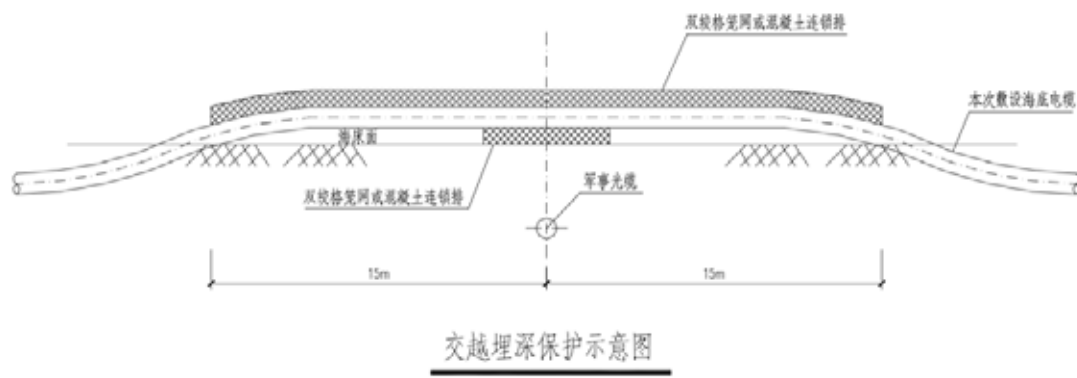 双绞格笼网或混凝土连锁排
本次敷设海底电缆
海床面
双绞格笼网或混凝土连锁排
军事光缆
15m
15m
交越埋深保护示意图